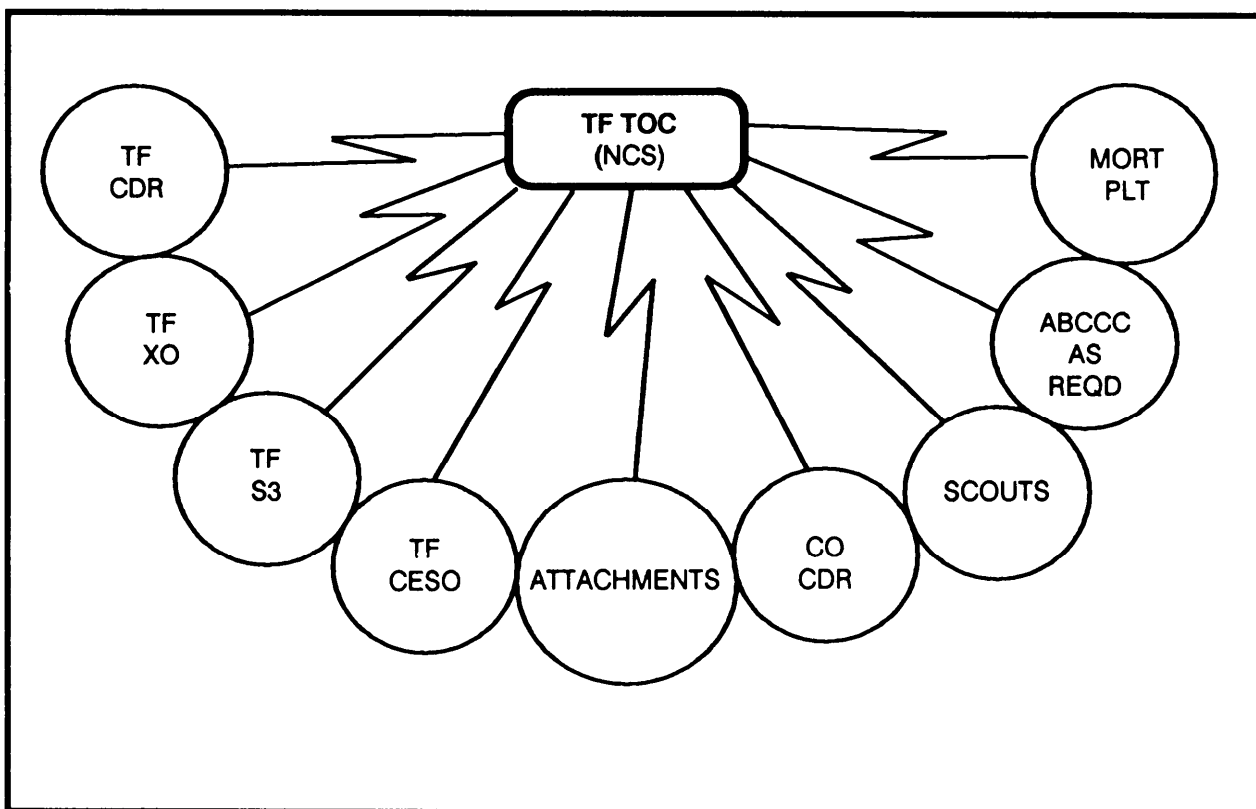 TF TOC
(NCS)
TF
CDR
TF
XO
TF
S3
TF
CESO
ATTACHMENTS
CO
CDR
SCOUTS
ABCCC
AS
REQD
MORT
PLT